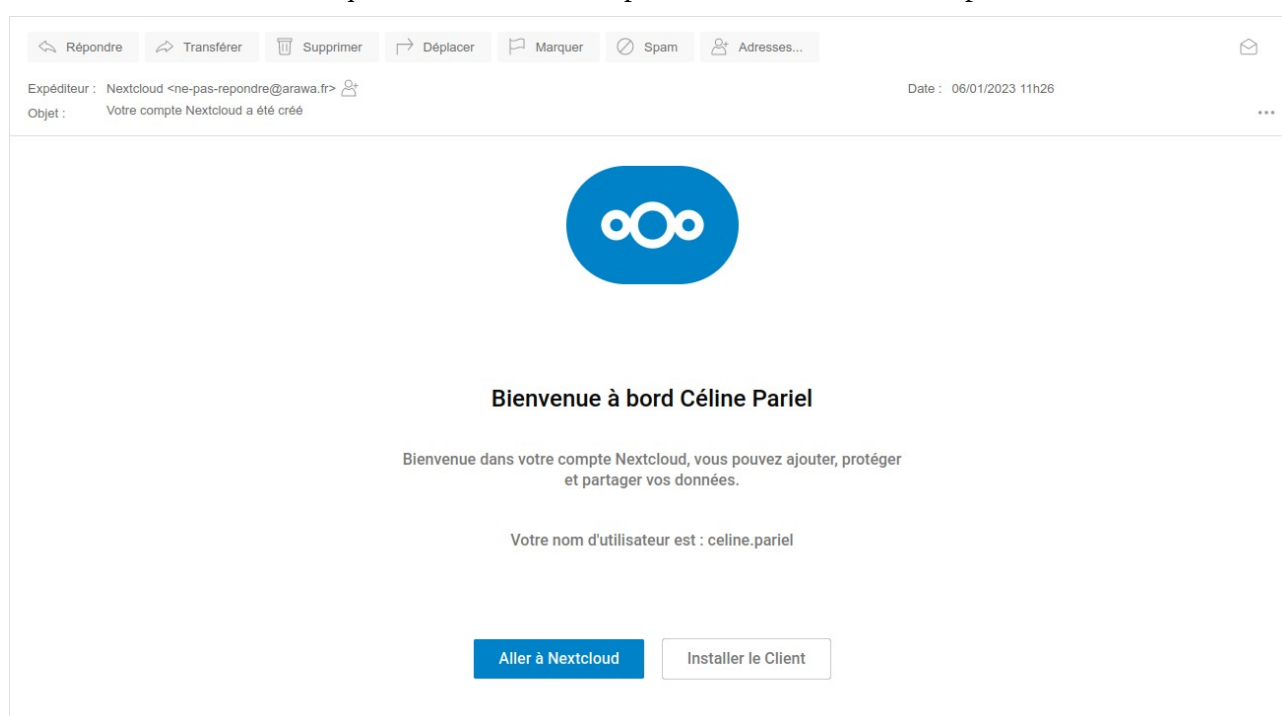 Répondre Transférer Supprimer Déplacer Marquer Spam Adresses...
Expéditeur : Nextcloud <ne-pas-repondre@arawa.fr> Date : 06/01/2023 11h26
Objet : Votre compte Nextcloud a été créé
Bienvenue à bord Céline Pariel
Bienvenue dans votre compte Nextcloud, vous pouvez ajouter, protéger
et partager vos données.
Votre nom d'utilisateur est : celine.pariel
Aller à Nextcloud Installer le Client